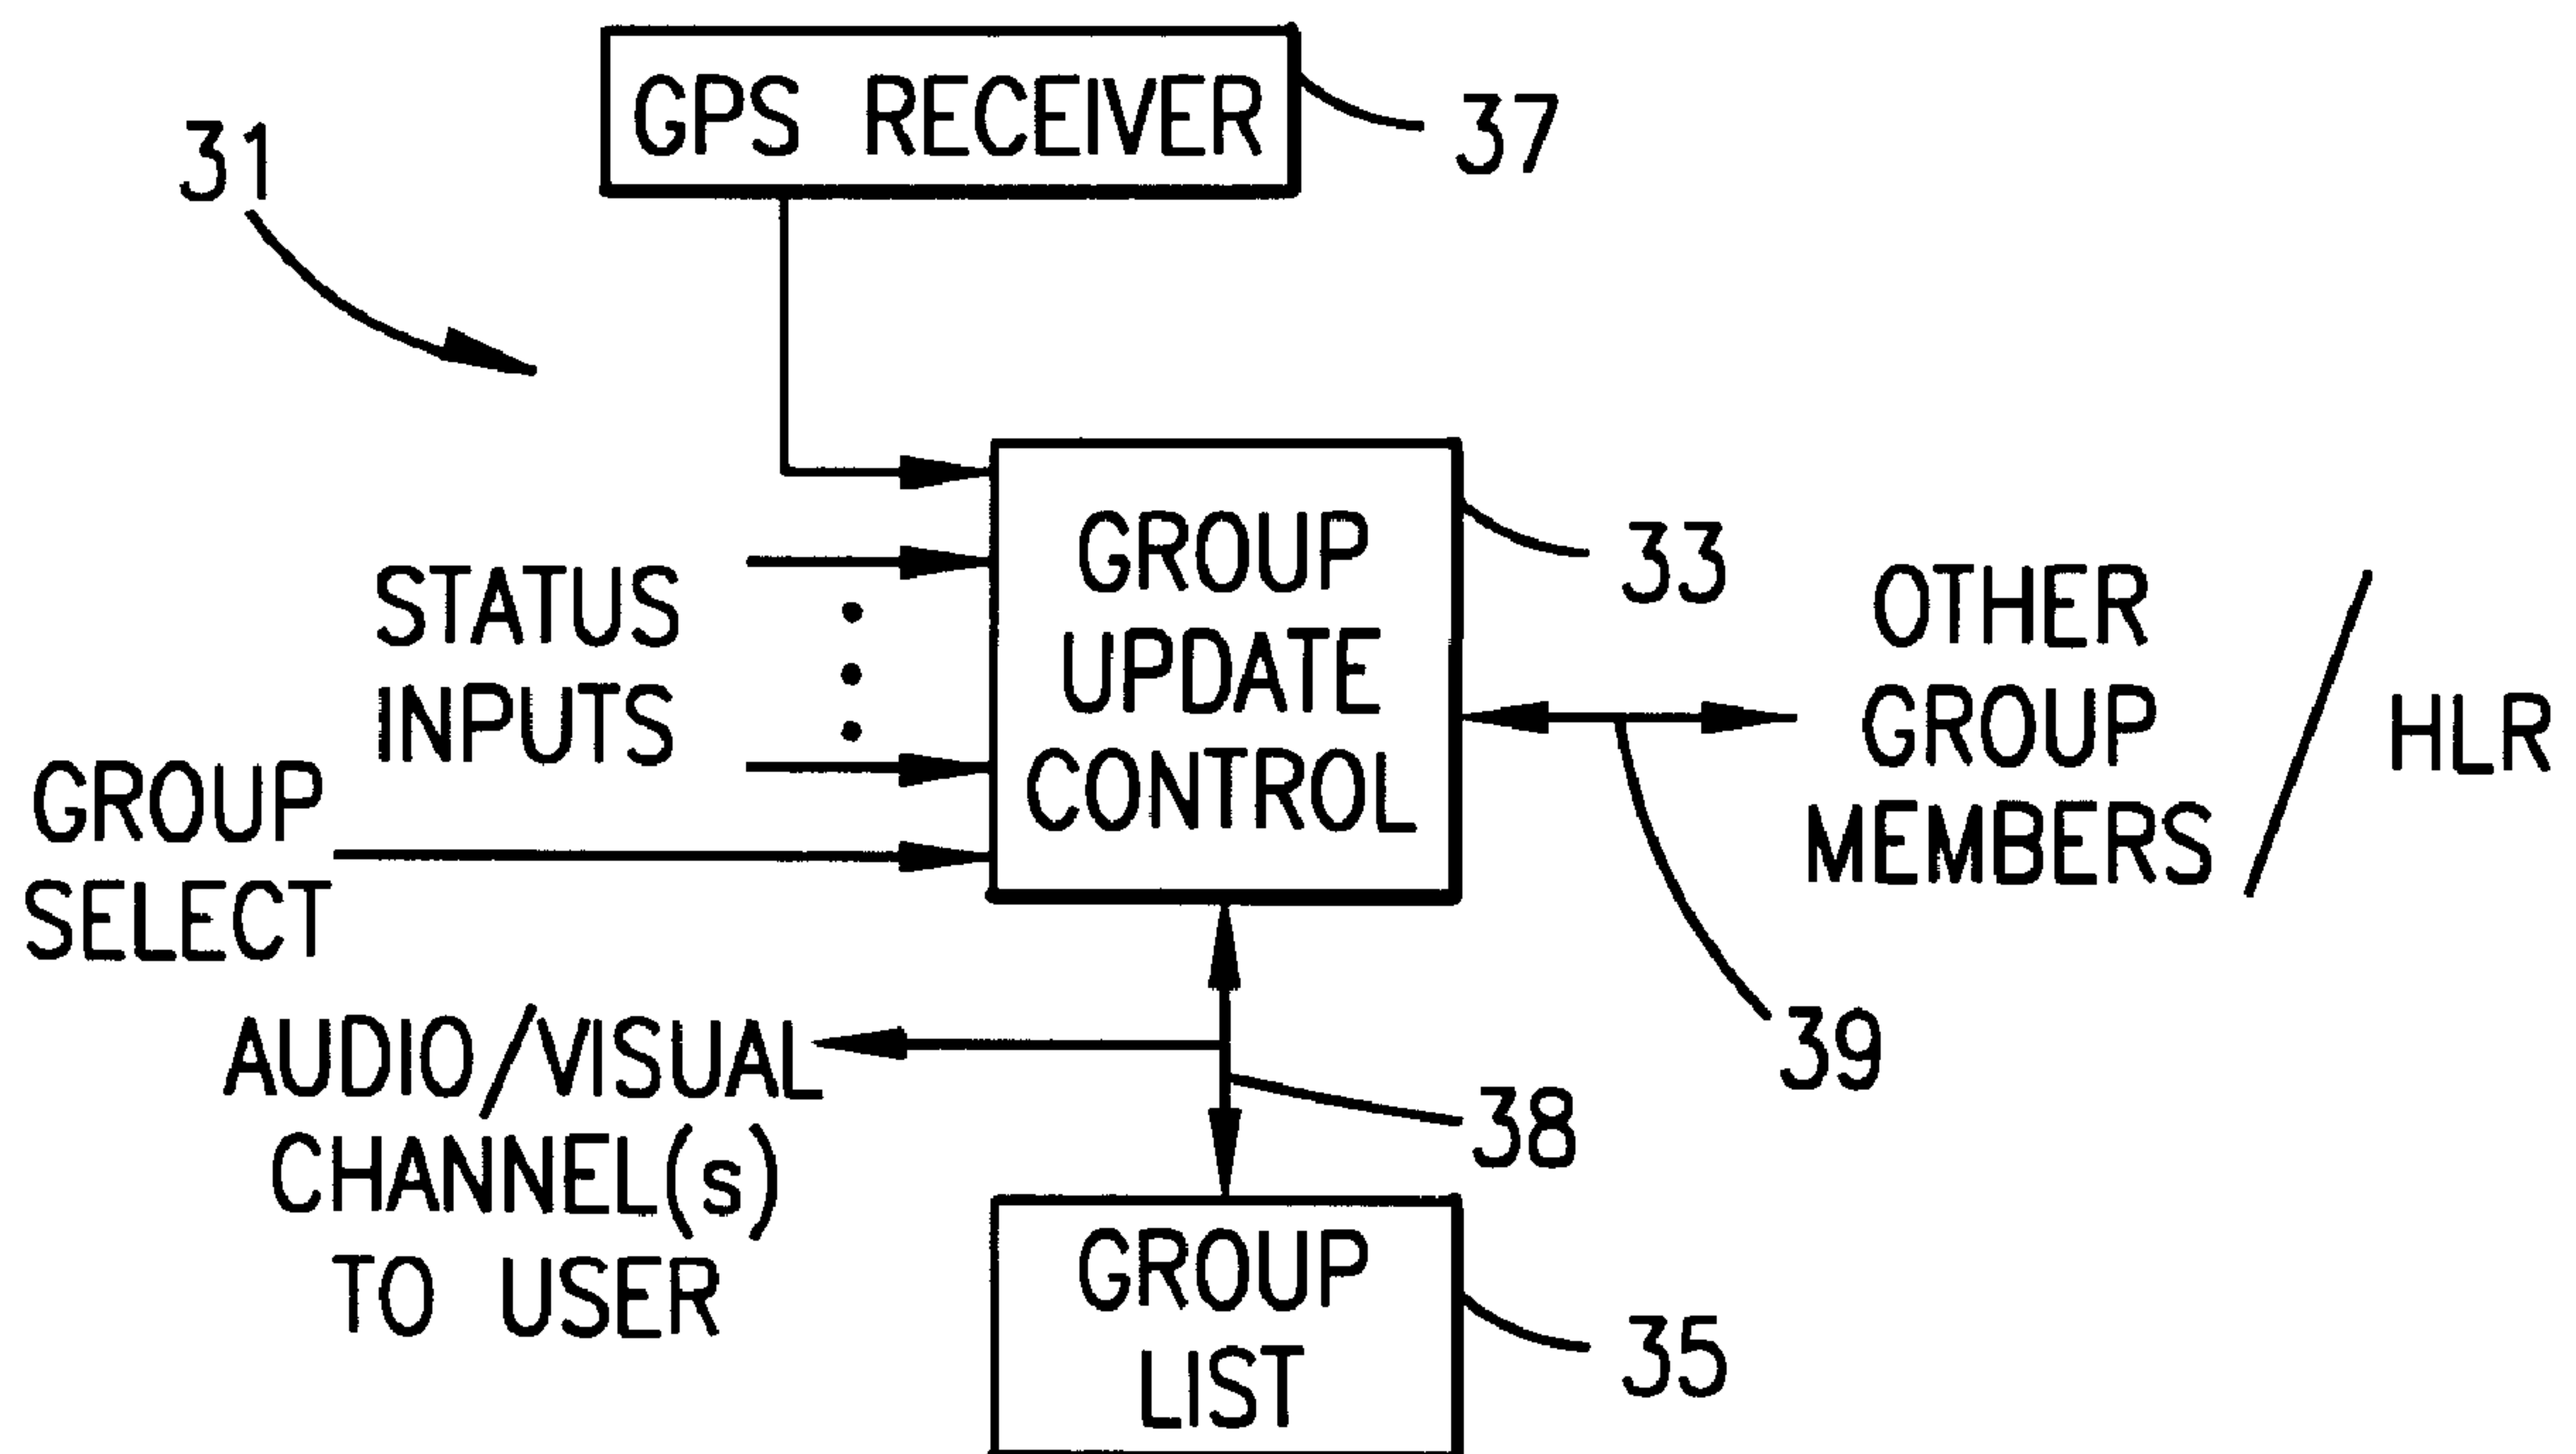 GPS RECEIVER
37
31
GROUP
UPDATE
CONTROL
33
STATUS
INPUTS
GROUP
SELECT
OTHER
GROUP
MEMBERS / HLR
39
AUDIO/VISUAL
CHANNEL(s)
TO USER
38
GROUP
LIST
35